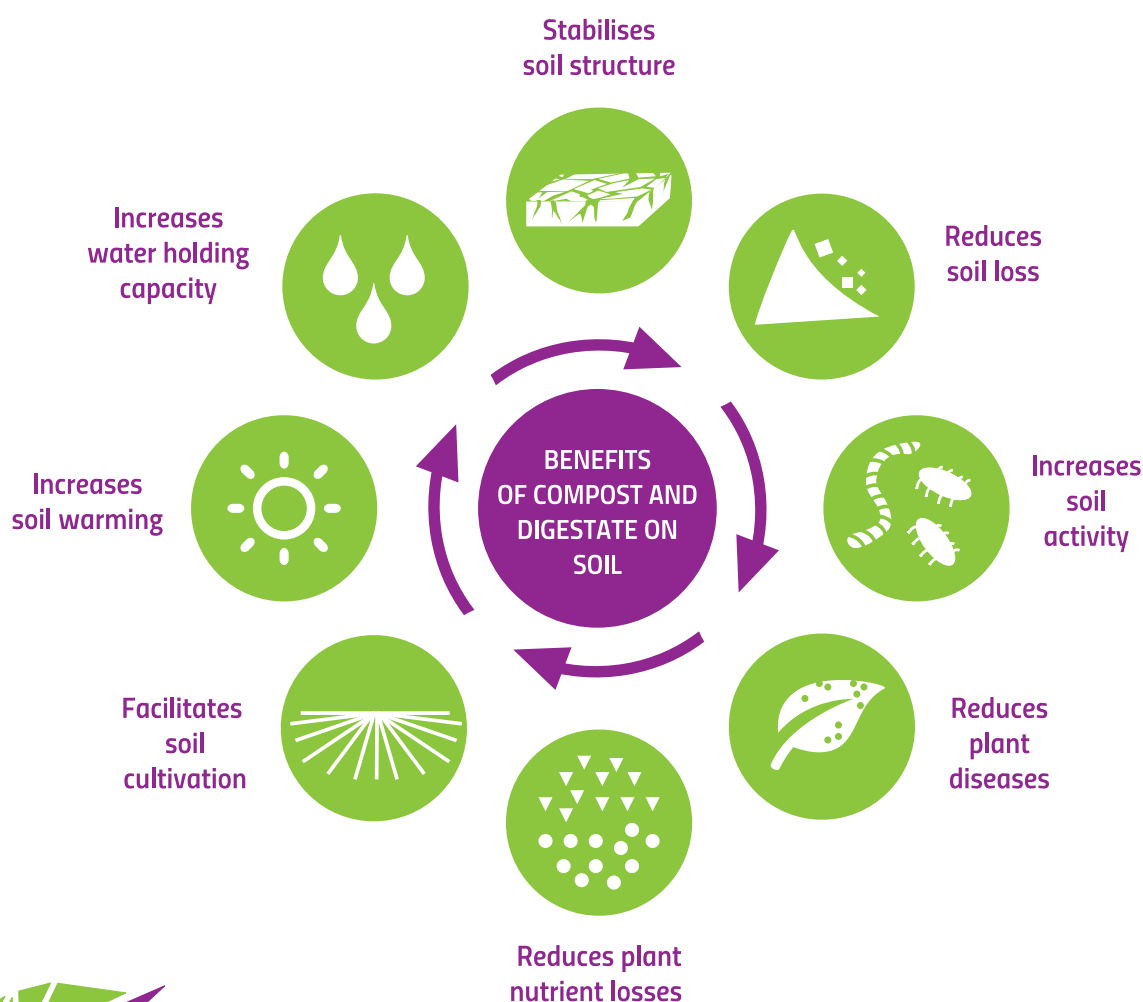 Stabilises
soil structure
Increases
water holding
capacity
Reduces
soil loss
BENEFITS
OF COMPOST AND
DIGESTATE ON
SOIL
Increases
soil
activity
Increases
soil warming
Facilitates
soil
cultivation
Reduces
plant
diseases
Reduces plant
nutrient losses